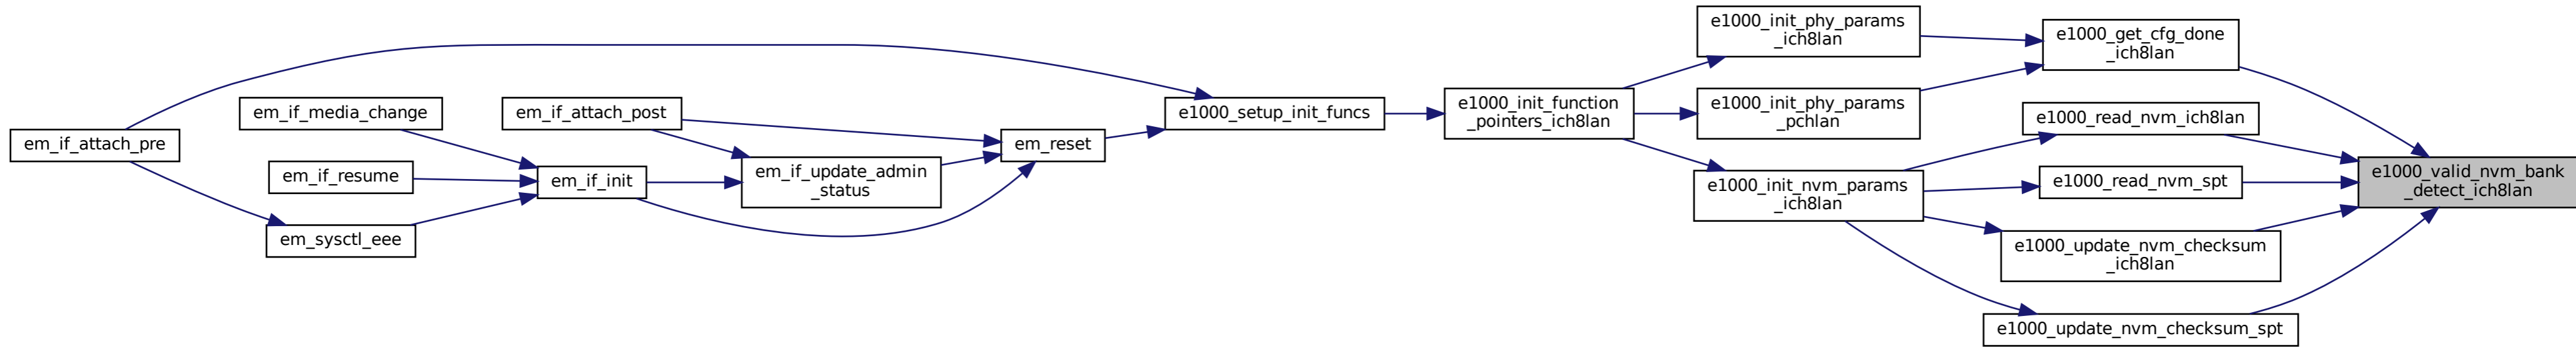 em_if_attach_pre
em_if_media_change
em_if_resume
em_sysctl_eee
em_if_attach_post
em_if_init
em_if_update_admin
_status
em_reset
e1000_setup_init_funcs
e1000_init_function
_pointers_ich8lan
e1000_init_phy_params
_ich8lan
e1000_init_phy_params
_pchlan
e1000_init_nvm_params
_ich8lan
e1000_get_cfg_done
_ich8lan
e1000_read_nvm_ich8lan
e1000_read_nvm_spt
e1000_update_nvm_checksum
_ich8lan
e1000_update_nvm_checksum_spt
e1000_valid_nvm_bank
_detect_ich8lan